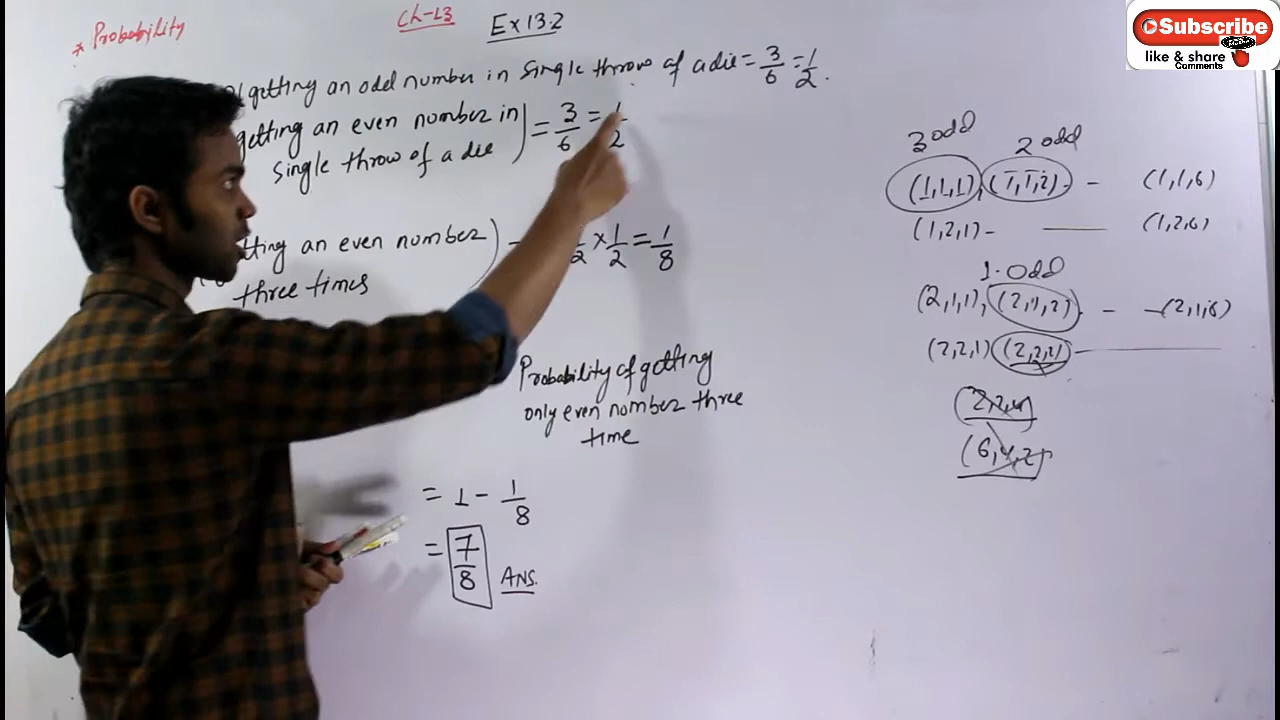 * Probability
Ch-13
Ex 13.2
getting an odd number in single throw of a die = 3/6 = 1/2.
getting an even number in
single throw of a die ) = 3/6 = 1/2
an even number
three times ) 2 × 1/2 = 1/8
Probability of getting
only even number three
time
= 1 - 1/8
= 7/8 ANS.
3 odd 2 odd
(1,1,1), (1,1,2). - (1,1,6)
(1,2,1) - (1,2,6)
1. odd
(2,1,1), (2,1,2). - (2,1,6)
(2,2,1) (2,2,2)
(6,4,2)
Subscribe
like & share
Comments